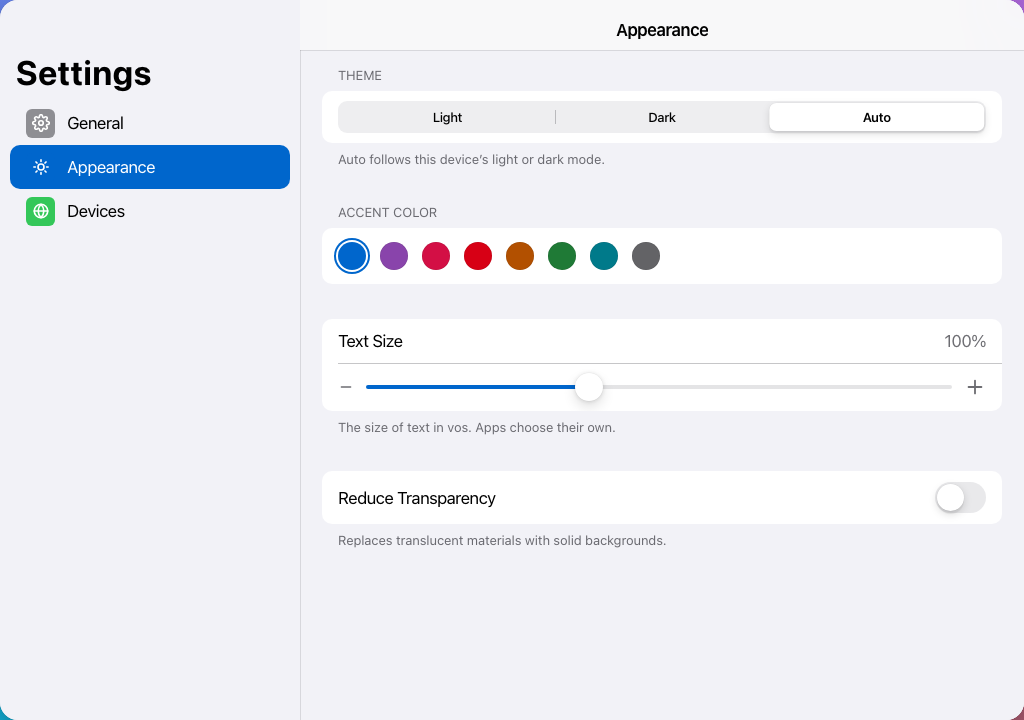 Settings
General
Appearance
Devices
Appearance
THEME
Light
Dark
Auto
Auto follows this device's light or dark mode.
ACCENT COLOR
Text Size
100%
The size of text in vos. Apps choose their own.
Reduce Transparency
Replaces translucent materials with solid backgrounds.